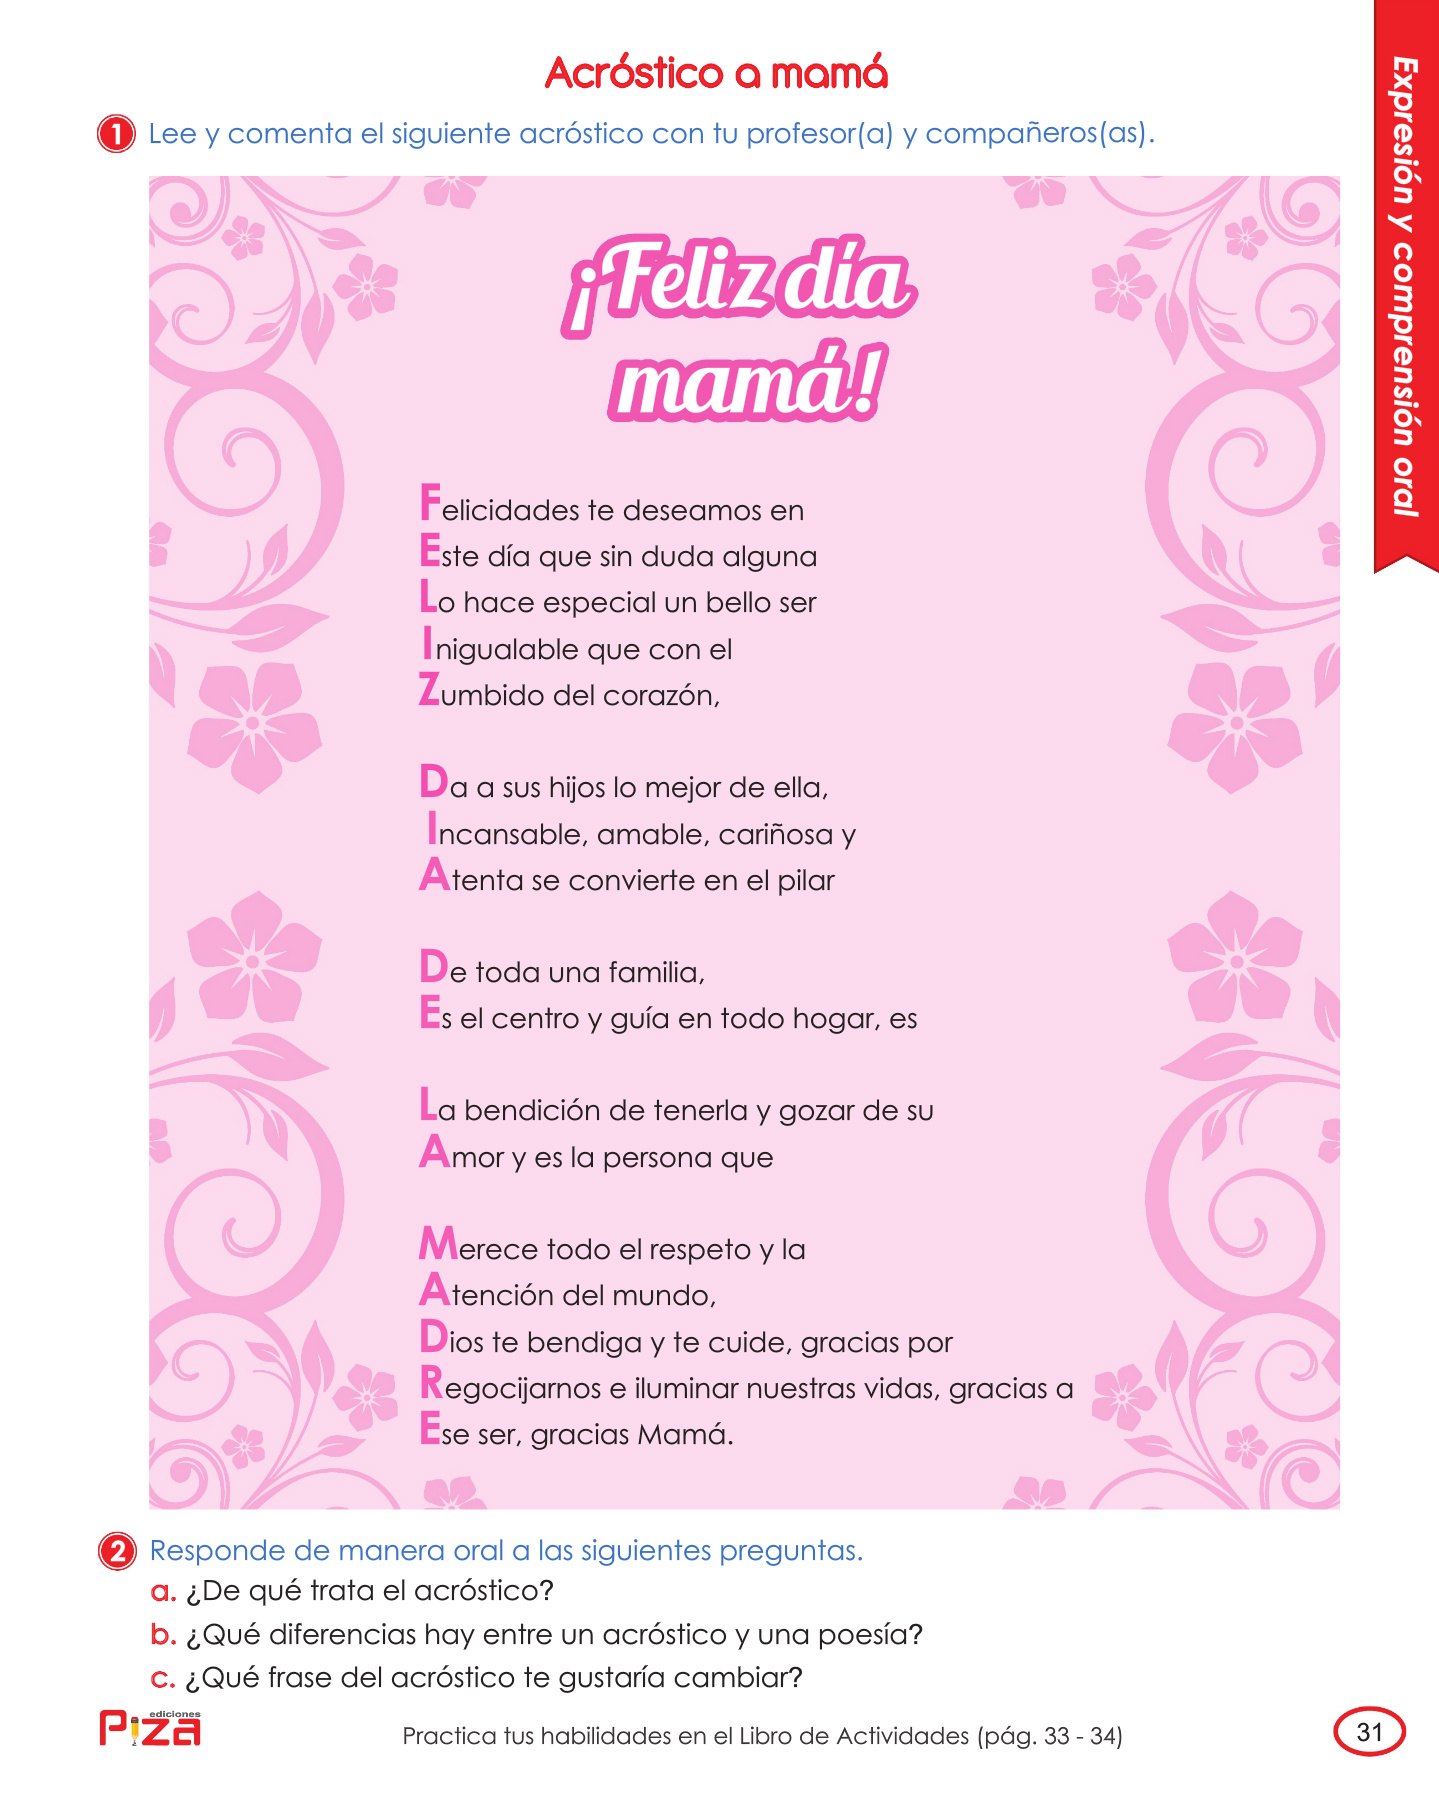 Acróstico a mamá
Expresión y comprensión oral
1 Lee y comenta el siguiente acróstico con tu profesor(a) y compañeros(as).
¡Feliz día
mamá!
Felicidades te deseamos en
Este día que sin duda alguna
Lo hace especial un bello ser
Inigualable que con el
Zumbido del corazón,
Da a sus hijos lo mejor de ella,
Incansable, amable, cariñosa y
Atenta se convierte en el pilar
De toda una familia,
Es el centro y guía en todo hogar, es
La bendición de tenerla y gozar de su
Amor y es la persona que
Merece todo el respeto y la
Atención del mundo,
Dios te bendiga y te cuide, gracias por
Regocijarnos e iluminar nuestras vidas, gracias a
Ese ser, gracias Mamá.
2 Responde de manera oral a las siguientes preguntas.
a. ¿De qué trata el acróstico?
b. ¿Qué diferencias hay entre un acróstico y una poesía?
c. ¿Qué frase del acróstico te gustaría cambiar?
ediciones
Piza
Practica tus habilidades en el Libro de Actividades (pág. 33 - 34)
31